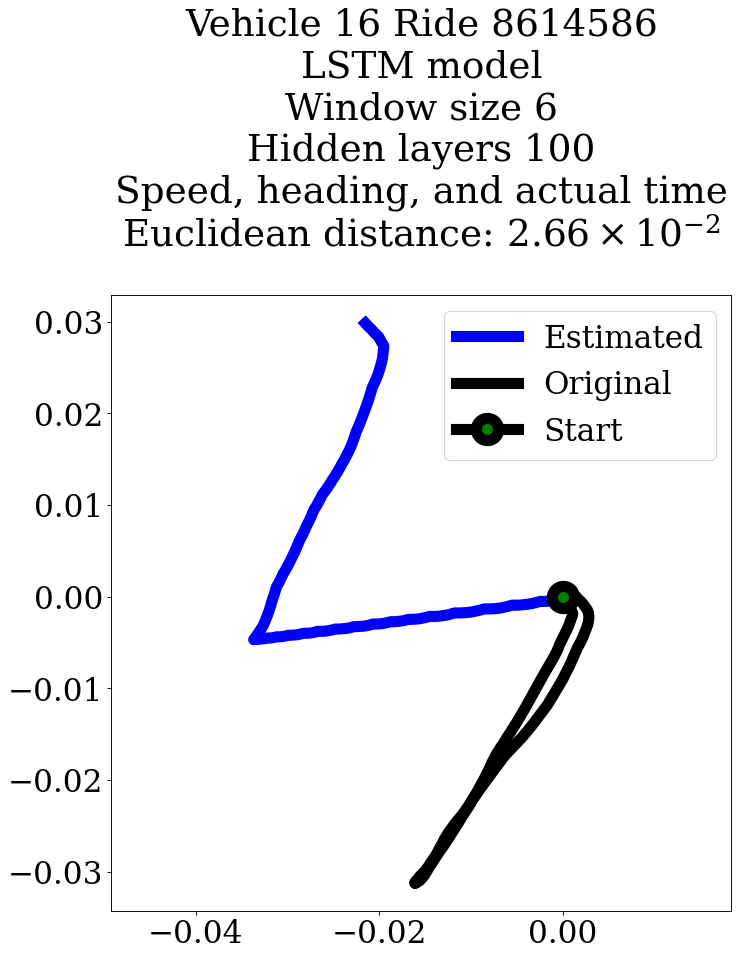 Vehicle 16 Ride 8614586
LSTM model
Window size 6
Hidden layers 100
Speed, heading, and actual time
Euclidean distance: 2.66 × 10⁻²
Estimated
Original
Start
0.03
0.02
0.01
0.00
−0.01
−0.02
−0.03
−0.04
−0.02
0.00